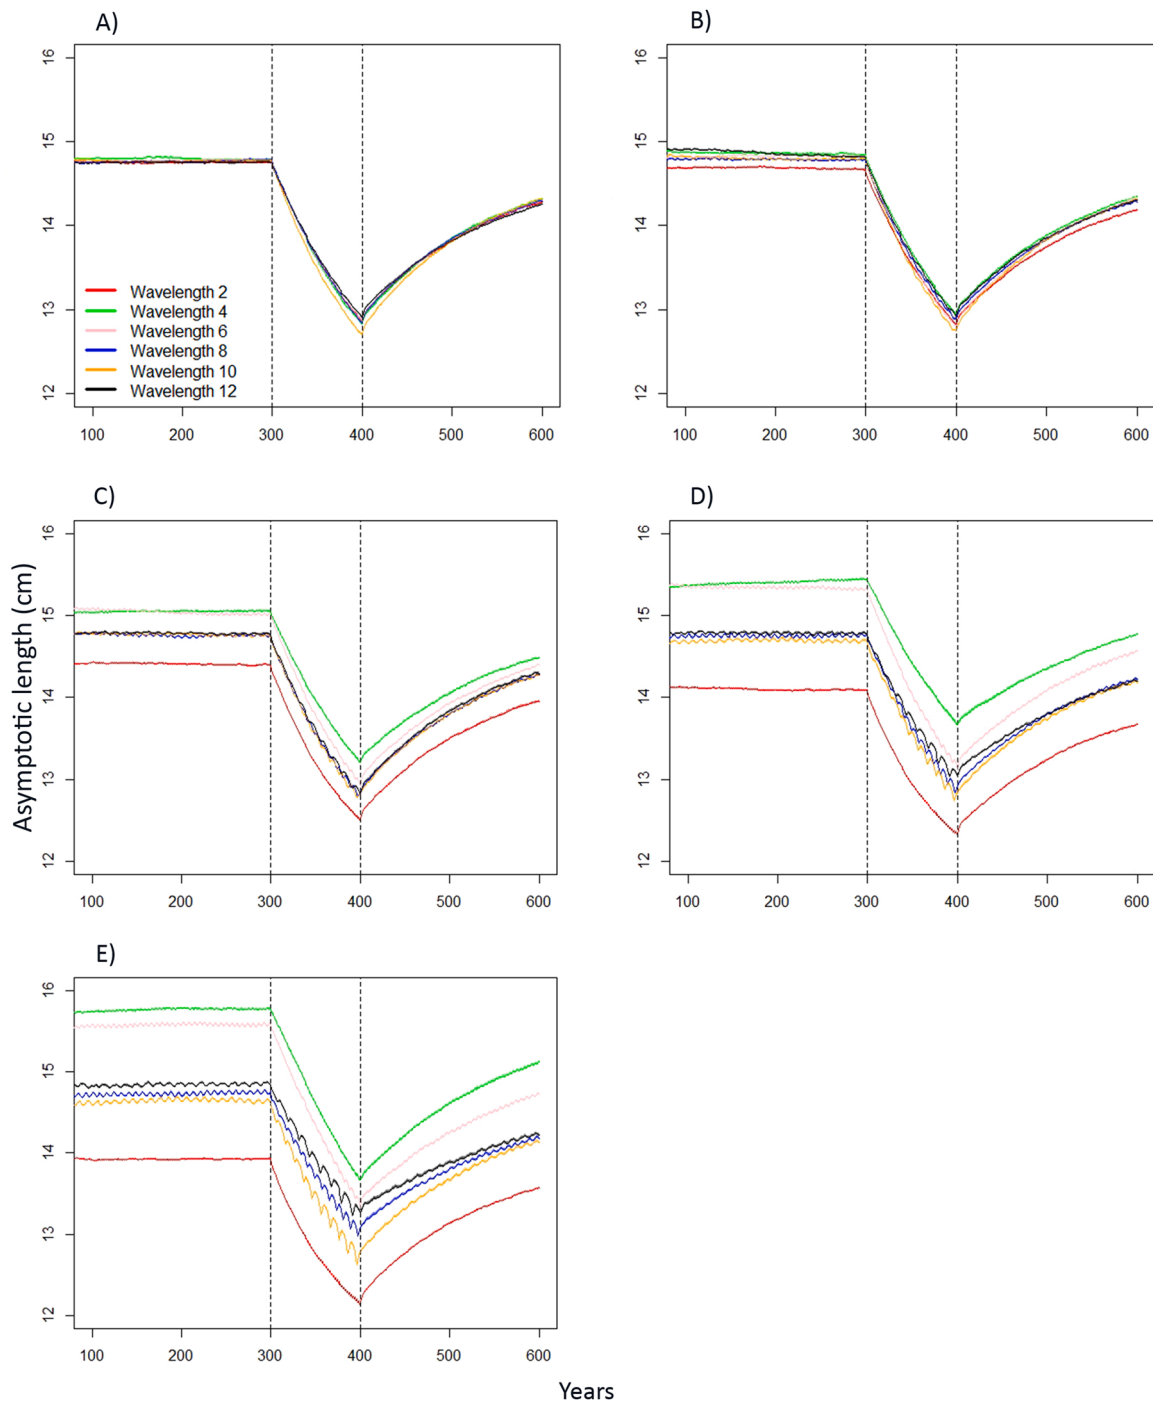 A)
B)
16
15
14
13
12
Wavelength 2
Wavelength 4
Wavelength 6
Wavelength 8
Wavelength 10
Wavelength 12
100 200 300 400 500 600
16
15
14
13
12
100 200 300 400 500 600
C)
D)
Asymptotic length (cm)
16
15
14
13
12
100 200 300 400 500 600
16
15
14
13
12
100 200 300 400 500 600
E)
16
15
14
13
12
100 200 300 400 500 600
Years